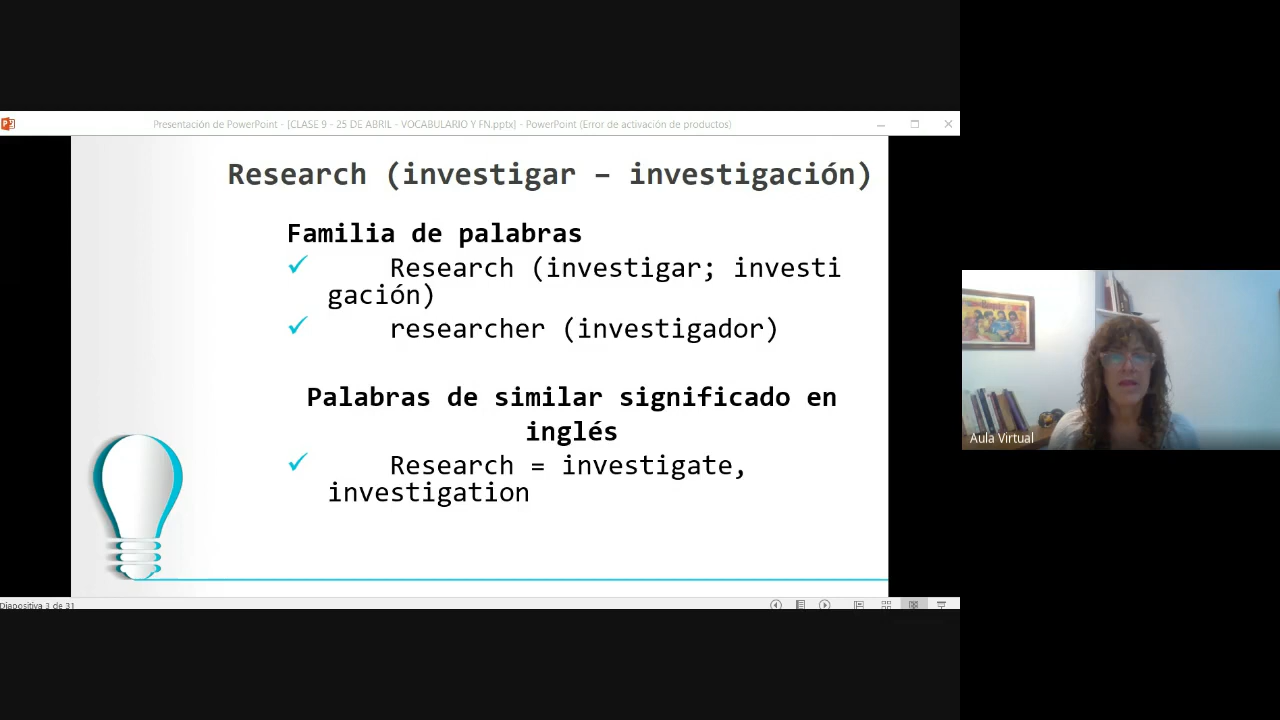 Presentación de PowerPoint - [CLASE 9 - 25 DE ABRIL - VOCABULARIO Y FN.pptx] - PowerPoint (Error de activación de productos)
Research (investigar – investigación)
Familia de palabras
✓ Research (investigar; investi
gación)
✓ researcher (investigador)
Palabras de similar significado en
inglés
✓ Research = investigate,
investigation
Diapositiva 3 de 31
Aula Virtual